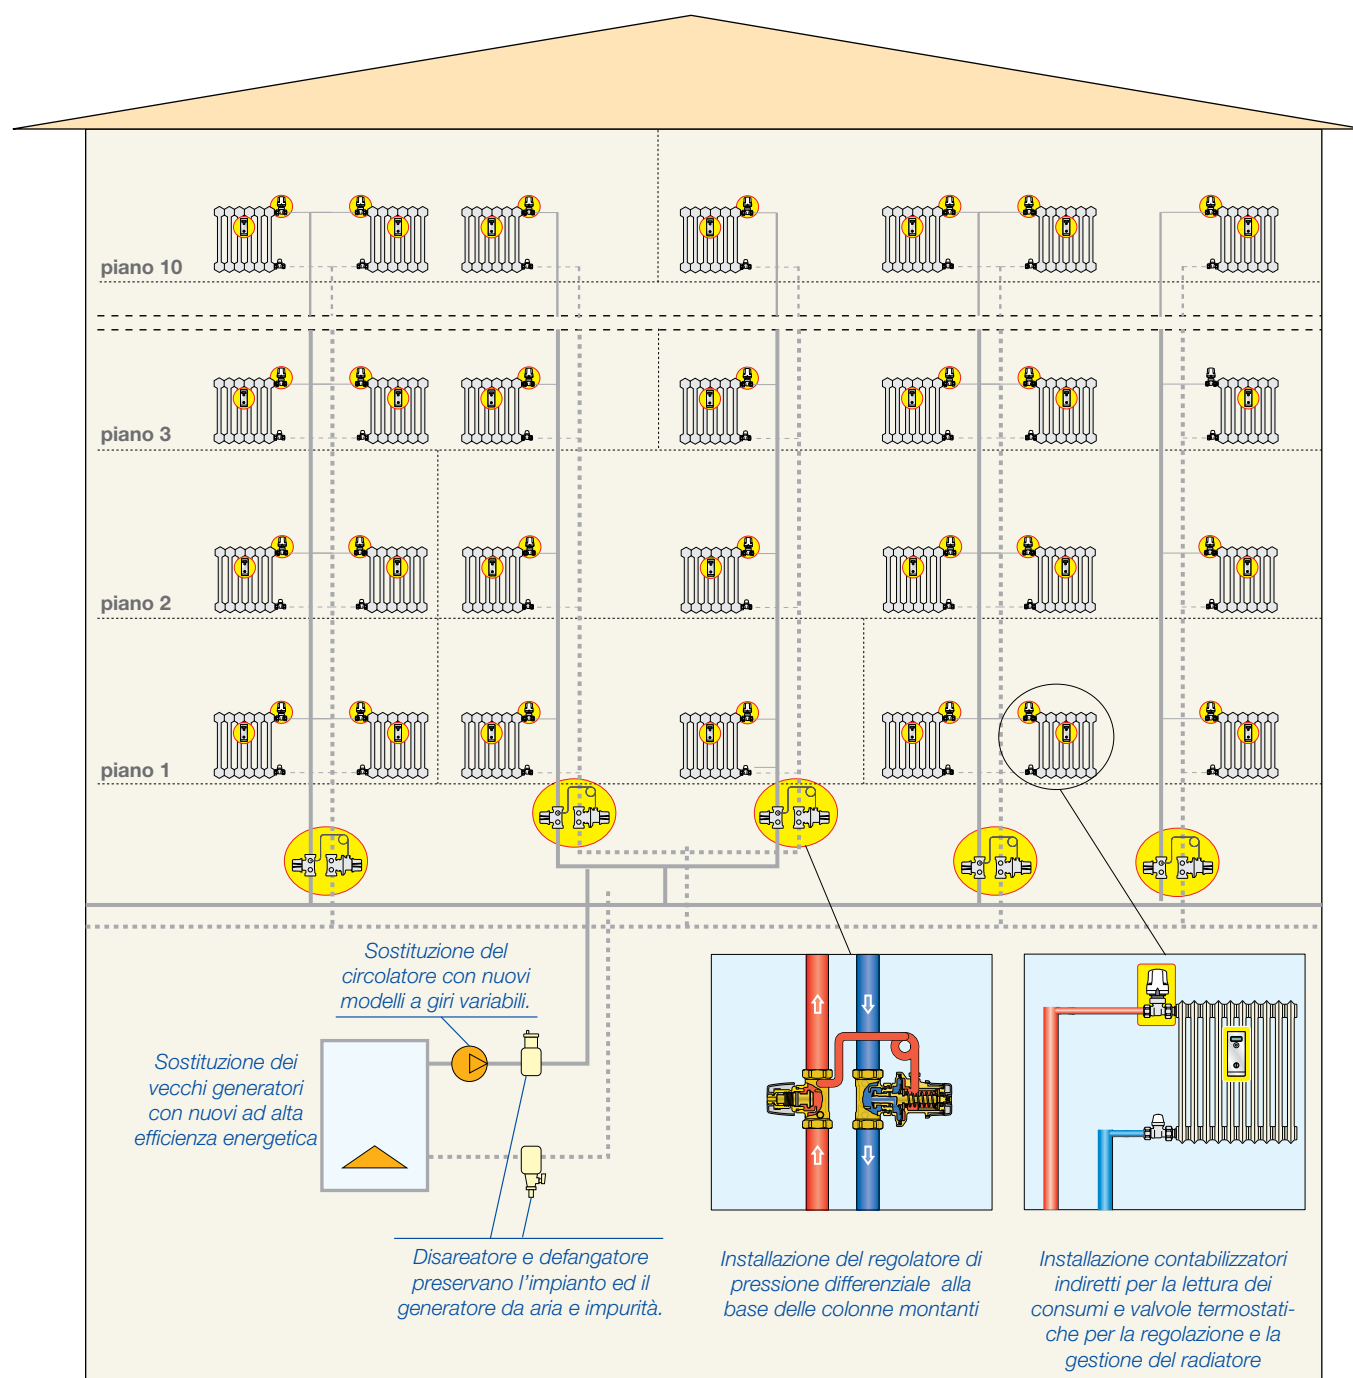 piano 10
piano 3
piano 2
piano 1
Sostituzione del
circolatore con nuovi
modelli a giri variabili.
Sostituzione dei
vecchi generatori
con nuovi ad alta
efficienza energetica
Disareatore e defangatore
preservano l'impianto ed il
generatore da aria e impurità.
Installazione del regolatore di
pressione differenziale alla
base delle colonne montanti
Installazione contabilizzatori
indiretti per la lettura dei
consumi e valvole termostati-
che per la regolazione e la
gestione del radiatore